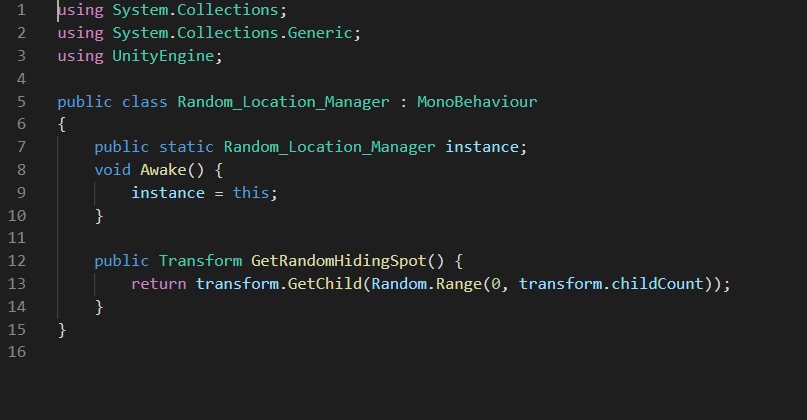 1 using System.Collections;
2 using System.Collections.Generic;
3 using UnityEngine;
4
5 public class Random_Location_Manager : MonoBehaviour
6 {
7     public static Random_Location_Manager instance;
8     void Awake() {
9         instance = this;
10     }
11
12     public Transform GetRandomHidingSpot() {
13         return transform.GetChild(Random.Range(0, transform.childCount));
14     }
15 }
16